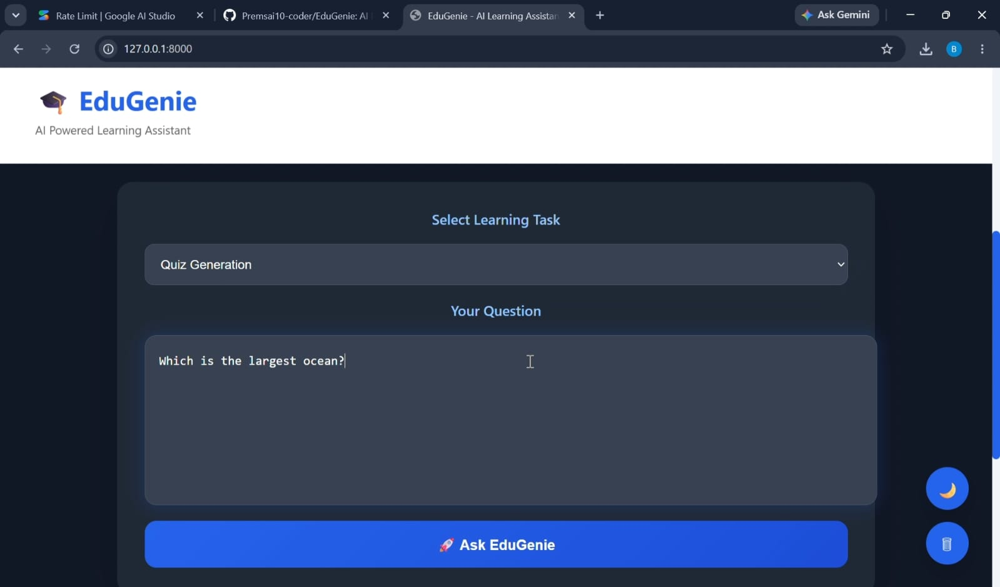 Rate Limit | Google AI Studio
Premsai10-coder/EduGenie: AI
EduGenie - AI Learning Assistan
Ask Gemini
127.0.0.1:8000
B
EduGenie
AI Powered Learning Assistant
Select Learning Task
Quiz Generation
Your Question
Which is the largest ocean?
Ask EduGenie